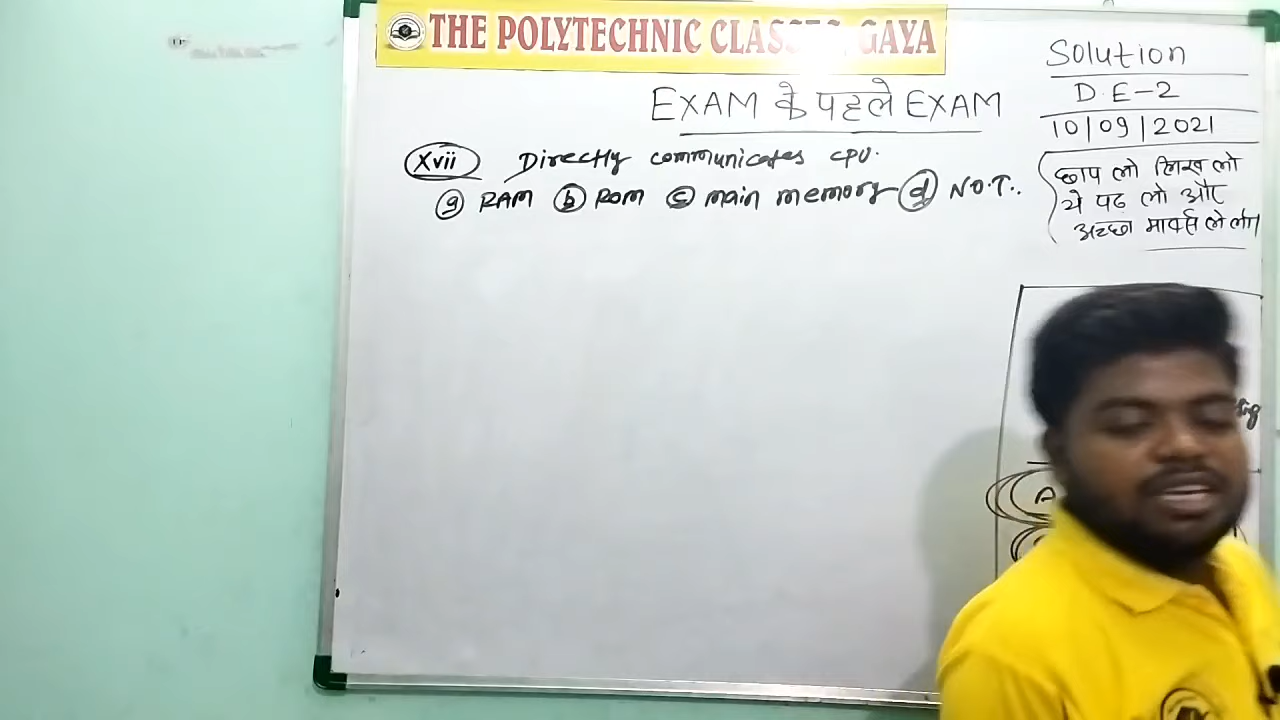 THE POLYTECHNIC CLASSES, GAYA
EXAM के पहले EXAM
Solution
D.E-2
10/09/2021
छाप लो लिख लो
ये पढ़ लो और
अच्छा मार्क्स ले लो।
xvii Directly communicates CPU.
a RAM b ROM c main memory d N.O.T..
A